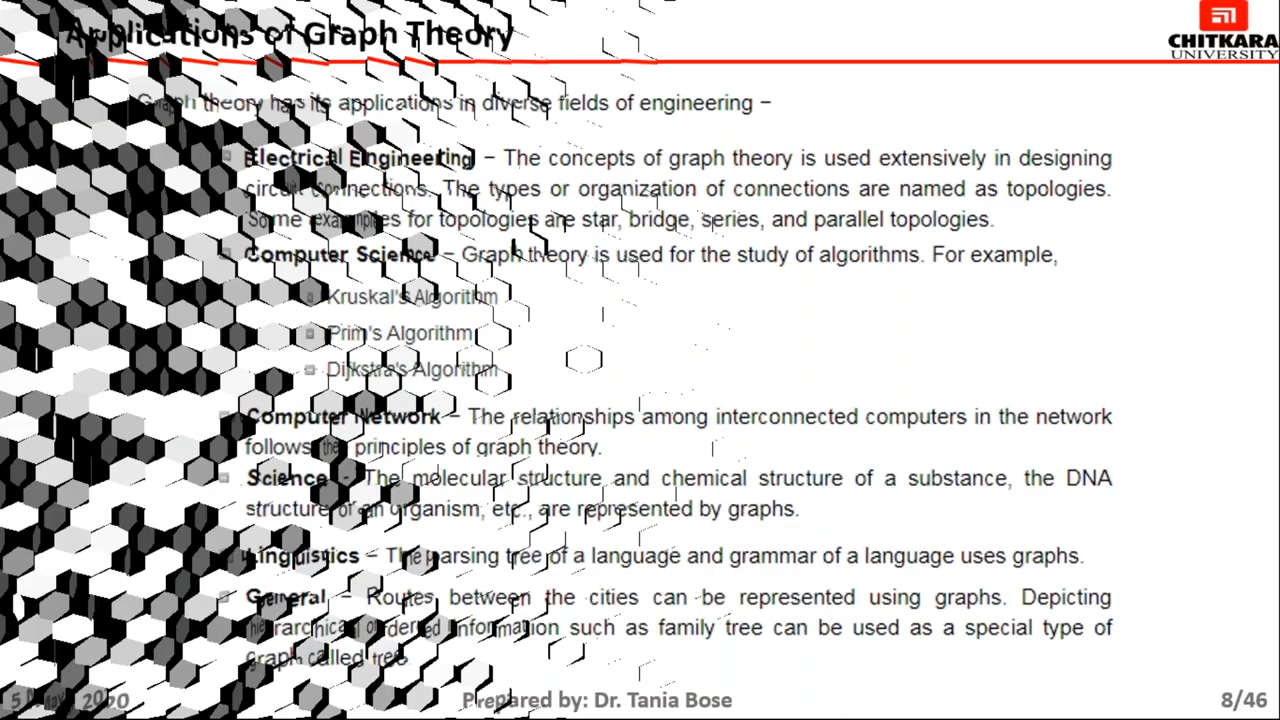 Applications of Graph Theory
CHITKARA
UNIVERSITY
Graph theory has its applications in diverse fields of engineering −
Electrical Engineering − The concepts of graph theory is used extensively in designing
circuit connections. The types or organization of connections are named as topologies.
Some examples for topologies are star, bridge, series, and parallel topologies.
Computer Science − Graph theory is used for the study of algorithms. For example,
Kruskal's Algorithm
Prim's Algorithm
Dijkstra's Algorithm
Computer Network − The relationships among interconnected computers in the network
follows the principles of graph theory.
Science − The molecular structure and chemical structure of a substance, the DNA
structure of an organism, etc., are represented by graphs.
Linguistics − The parsing tree of a language and grammar of a language uses graphs.
General − Routes between the cities can be represented using graphs. Depicting
hierarchical ordered information such as family tree can be used as a special type of
graph called tree.
5 May, 2020
Prepared by: Dr. Tania Bose
8/46